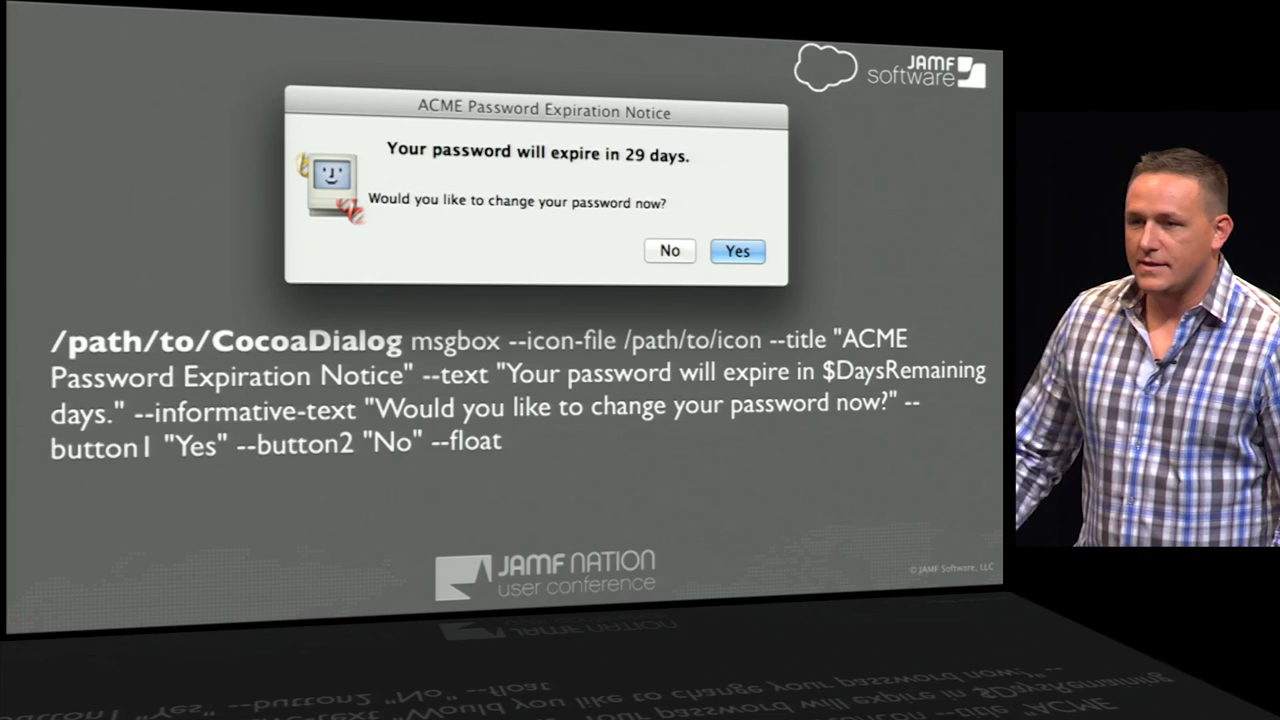 JAMF
software
ACME Password Expiration Notice
Your password will expire in 29 days.
Would you like to change your password now?
No Yes
/path/to/CocoaDialog msgbox --icon-file /path/to/icon --title "ACME
Password Expiration Notice" --text "Your password will expire in $DaysRemaining
days." --informative-text "Would you like to change your password now?" --
button1 "Yes" --button2 "No" --float
JAMF NATION
user conference
© JAMF Software, LLC